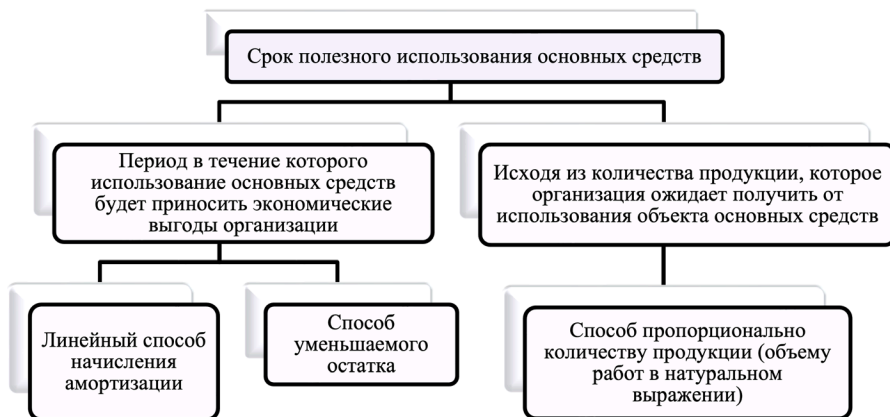 Срок полезного использования основных средств
Период в течение которого
использование основных средств
будет приносить экономические
выгоды организации
Исходя из количества продукции, которое
организация ожидает получить от
использования объекта основных средств
Линейный способ
начисления
амортизации
Способ
уменьшаемого
остатка
Способ пропорционально
количеству продукции (объему
работ в натуральном
выражении)